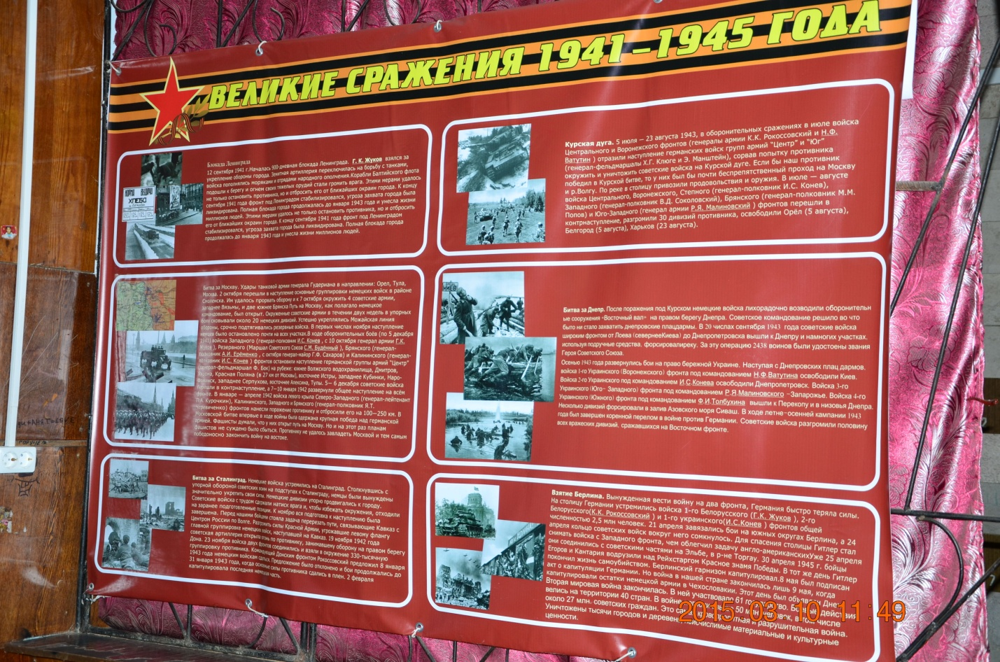 ВЕЛИКИЕ СРАЖЕНИЯ 1941–1945 ГОДА
Блокада Ленинграда
12 сентября 1941 г.Началась 900-дневная блокада Ленинграда. Г. К. Жуков взялся за
укрепление обороны города. Зенитная артиллерия переключилась на борьбу с танками,
войска пополнялись моряками и отрядами народного ополчения.Корабли Балтийского флота
подошли к берегу и огнем своих тяжелых орудий стали громить врага. Этими мерами удалось
не только остановить противника, но и отбросить его от ближайших окраин города. К концу
сентября 1941 года фронт под Ленинградом стабилизировался, угроза захвата города была
ликвидирована. Полная блокада города продолжалась до января 1943 года и унесла жизни
миллионов людей. Этими мерами удалось не только остановить противника, но и отбросить
его от ближайших окраин города. К концу сентября 1941 года фронт под Ленинградом
стабилизировался, угроза захвата города была ликвидирована. Полная блокада города
продолжалась до января 1943 года и унесла жизни миллионов людей.
ХЛЕБА
Курская дуга. 5 июля — 23 августа 1943, в оборонительных сражениях в июле войска
Центрального и Воронежского фронтов (генералы армии К.К. Рокоссовский и Н.Ф.
Ватутин ) отразили наступление германских войск групп армий "Центр" и "Юг"
(генерал-фельдмаршалы Х.Г. Клюге и Э. Манштейн), сорвав попытку противника
окружить и уничтожить советские войска на Курской дуге. Если бы наш противник
победил в Курской битве, то у них был бы почти беспрепятственный проход на Москву
и р.Волгу. По реке в столицу привозили продовольствия и оружия. В июле — августе
войска Центрального, Воронежского, Степного (генерал-полковник И.С. Конев),
Западного (генерал-полковник В.Д. Соколовский), Брянского (генерал-полковник М.М.
Попов) и Юго-Западного (генерал армии Р.Я. Малиновский ) фронтов перешли в
контрнаступление, разгромили 30 дивизий противника, освободили Орёл (5 августа),
Белгород (5 августа), Харьков (23 августа).
Битва за Москву. Удары танковой армии генерала Гудериана в направлении: Орел, Тула,
Москва. 2 октября перешли в наступление основные группировки немецких войск в районе
Смоленска. Им удалось прорвать оборону и к 7 октября окружить 4 советские армии,
западнее Вязьмы, и две южнее Брянска Путь на Москву, как полагало немецкое
командование, был открыт. Окруженые советские армии в течении двух недель в упорных
боях сковывали около 20 немецких дивизий. Успешно укреплялись Можайская линия
обороны, срочно подтягивались резервные войска. В первых числах ноября наступление
немцев было остановлено почти на всех участках.В ходе оборонительных боёв (по 5 декабря
1941) войска Западного (генерал-полковник И.С. Конев , с 10 октября генерал армии Г.К.
Жуков ), Резервного (Маршал Советского Союза С.М. Будённый ), Брянского (генерал-
полковник А.И. Ерёменко , с октября генерал-майор Г.Ф. Сахаров) и Калининского (генерал-
полковник И.С. Конев ) фронтов остановили наступление германской группы армий "Центр"
(генерал-фельдмаршал Ф. Бок) на рубеже: южнее Волжского водохранилища, Дмитров,
Яхрома, Красная Поляна (в 27 км от Москвы), восточнее Истры, западнее Кубинки, Наро-
Фоминск, западнее Серпухова, восточнее Алексина, Тулы. 5— 6 декабря советские войска
перешли в контрнаступление, а 7—10 января 1942 развернули общее наступление на всём
фронте. В январе — апреле 1942 войска левого крыла Северо-Западного (генерал-лейтенант
П.А. Курочкин), Калининского, Западного и Брянского (генерал-полковник Я.Т.
Черевиченко) фронтов нанесли поражение противнику и отбросили его на 100—250 км. В
Московской битве впервые в ходе войны была одержана крупная победа над германской
армией. Фашисты думали, что у них открыт путь на Москву. Но и на этот раз планам
фашистов не суждено было сбыться. Противнику не удалось завладеть Москвой и тем самым
победоносно закончить войну на востоке.
КИЕВ
Битва за Днепр. После поражения под Курском немецкие войска лихорадочно возводили оборонительн
ые сооружения «Восточный вал» на правом берегу Днепра. Советское командование решило во что
быто ни стало захватить днепровские плацдармы. В 20 числах сентября 1943 года советские войска
широким фронтом от Лоева (севернееКиева) до Днепропетровска вышли к Днепру и намногих участках.
используя подручные средства. форсировалиреку. За эту операцию 2438 воинов были удостоены звания
Героя Советского Союза.
Осенью 1943 года развернулись бои на право бережной Украине. Наступая с Днепровских плац дармов.
войска 1-го Украинского (Воронежского) фронта под командованием Н.Ф.Ватутина освободили Киев.
Войска 2-го Украинского под командованием И.С.Конева освободили Днепропетровск. Войска 3-го
Украинского (Юго- Западного) фронта под командованием Р.Я.Малиновского -Запарожье. Войска 4-го
Украинского (Южного) фронта под командованием Ф.И.Толбухина вышли к Перекопу и в низовья Днепра.
Несколько дивизий форсировали в залив Азовского моря Сиваш. В ходе летне-осенней кампании 1943
года был завершен коренной перелом в войне против Германии. Советские войска разгромили половину
всех вражеских дивизий, сражавшихся на Восточном фронте.
Битва за Сталинград. Немецкие войска устремились на Сталинград. Столкнувшись с
упорной обороной советских воин на подступах к Сталинграду, немцы были вынуждены
значительно укрепить свои силы. Немецкие дивизии упорно продвигались к городу.
Советские войска с трудом сдержали натиск врага и, чтобы избежать окружения, отходили
на заранее подготовленные позиции. К ноябрю вся подготовка к наступлению была
завершена. Перед нашими бойцами стояла задача перерезать пути, связывающие Кавказ с
Центром России по Волге. Разгромить силы Красной Армии, угрожавшие левому флангу
главной группировке немецких войск, наступавшей на Кавказ. 19 ноября 1942 года
советская артиллерия открыла огонь по противнику, занимавшему оборону на правом берегу
Дона. 23 ноября войска двух фронтов соединились и взяли в окружение 330-тысячную
группировку противника. Командующий Донским фронтом Рокоссовский предложил 8 января
1943 года немецким войскам сдаться. Предложение было отклонено и бои продолжались до
31 января 1943 года, когда основные силы противника сдались в плен. 2 февраля
капитулировала последняя немецкая часть.
Взятие Берлина. Вынужденная вести войну на два фронта, Германия быстро теряла силы.
На столицу Германии устремились войска 1-го Белорусского (Г.К. Жуков ), 2-го
Белорусского(К.К. Рокоссовский ) и 1-го украинского(И.С.Конев ) фронтов общей
численностью 2,5 млн человек. 21 апреля завязались бои на южных округах Берлина, а 24
апреля кольцо советских войск вокруг него сомкнулось. Для спасения столицы Гитлер стал
снимать войска с Западного фронта, чем облегчил задачу англо-американскихУже 25 апреля
они соединились с советскими частями на Эльбе, в р-не Торгау. 30 апреля 1945 г. бойцы
Егоров и Кантария водрузили над Рейхстагом Красное знамя Победы. В тот же день Гитлер
покончил жизнь самоубийством. Берлинский гарнизон капитулировал.8 мая был подписан
акт о капитуляции Германии. Но война в нашей стране закончилась лишь 9 мая, когда
капитулировали остатки немецкой армии в Чехословакии. Этот день был объявлен Днем
Вторая мировая война закончилась. В ней участвовали 61 государство. Боевые действия
велись на территории 40 стран. В войне 50 млн. человек, в том числе
около 27 млн. советских граждан. Это самая кровопролитная и разрушительная война.
Уничтожены тысячи городов и деревень, неисчислимые материальные и культурные
ценности.
2015 03 10 11:49